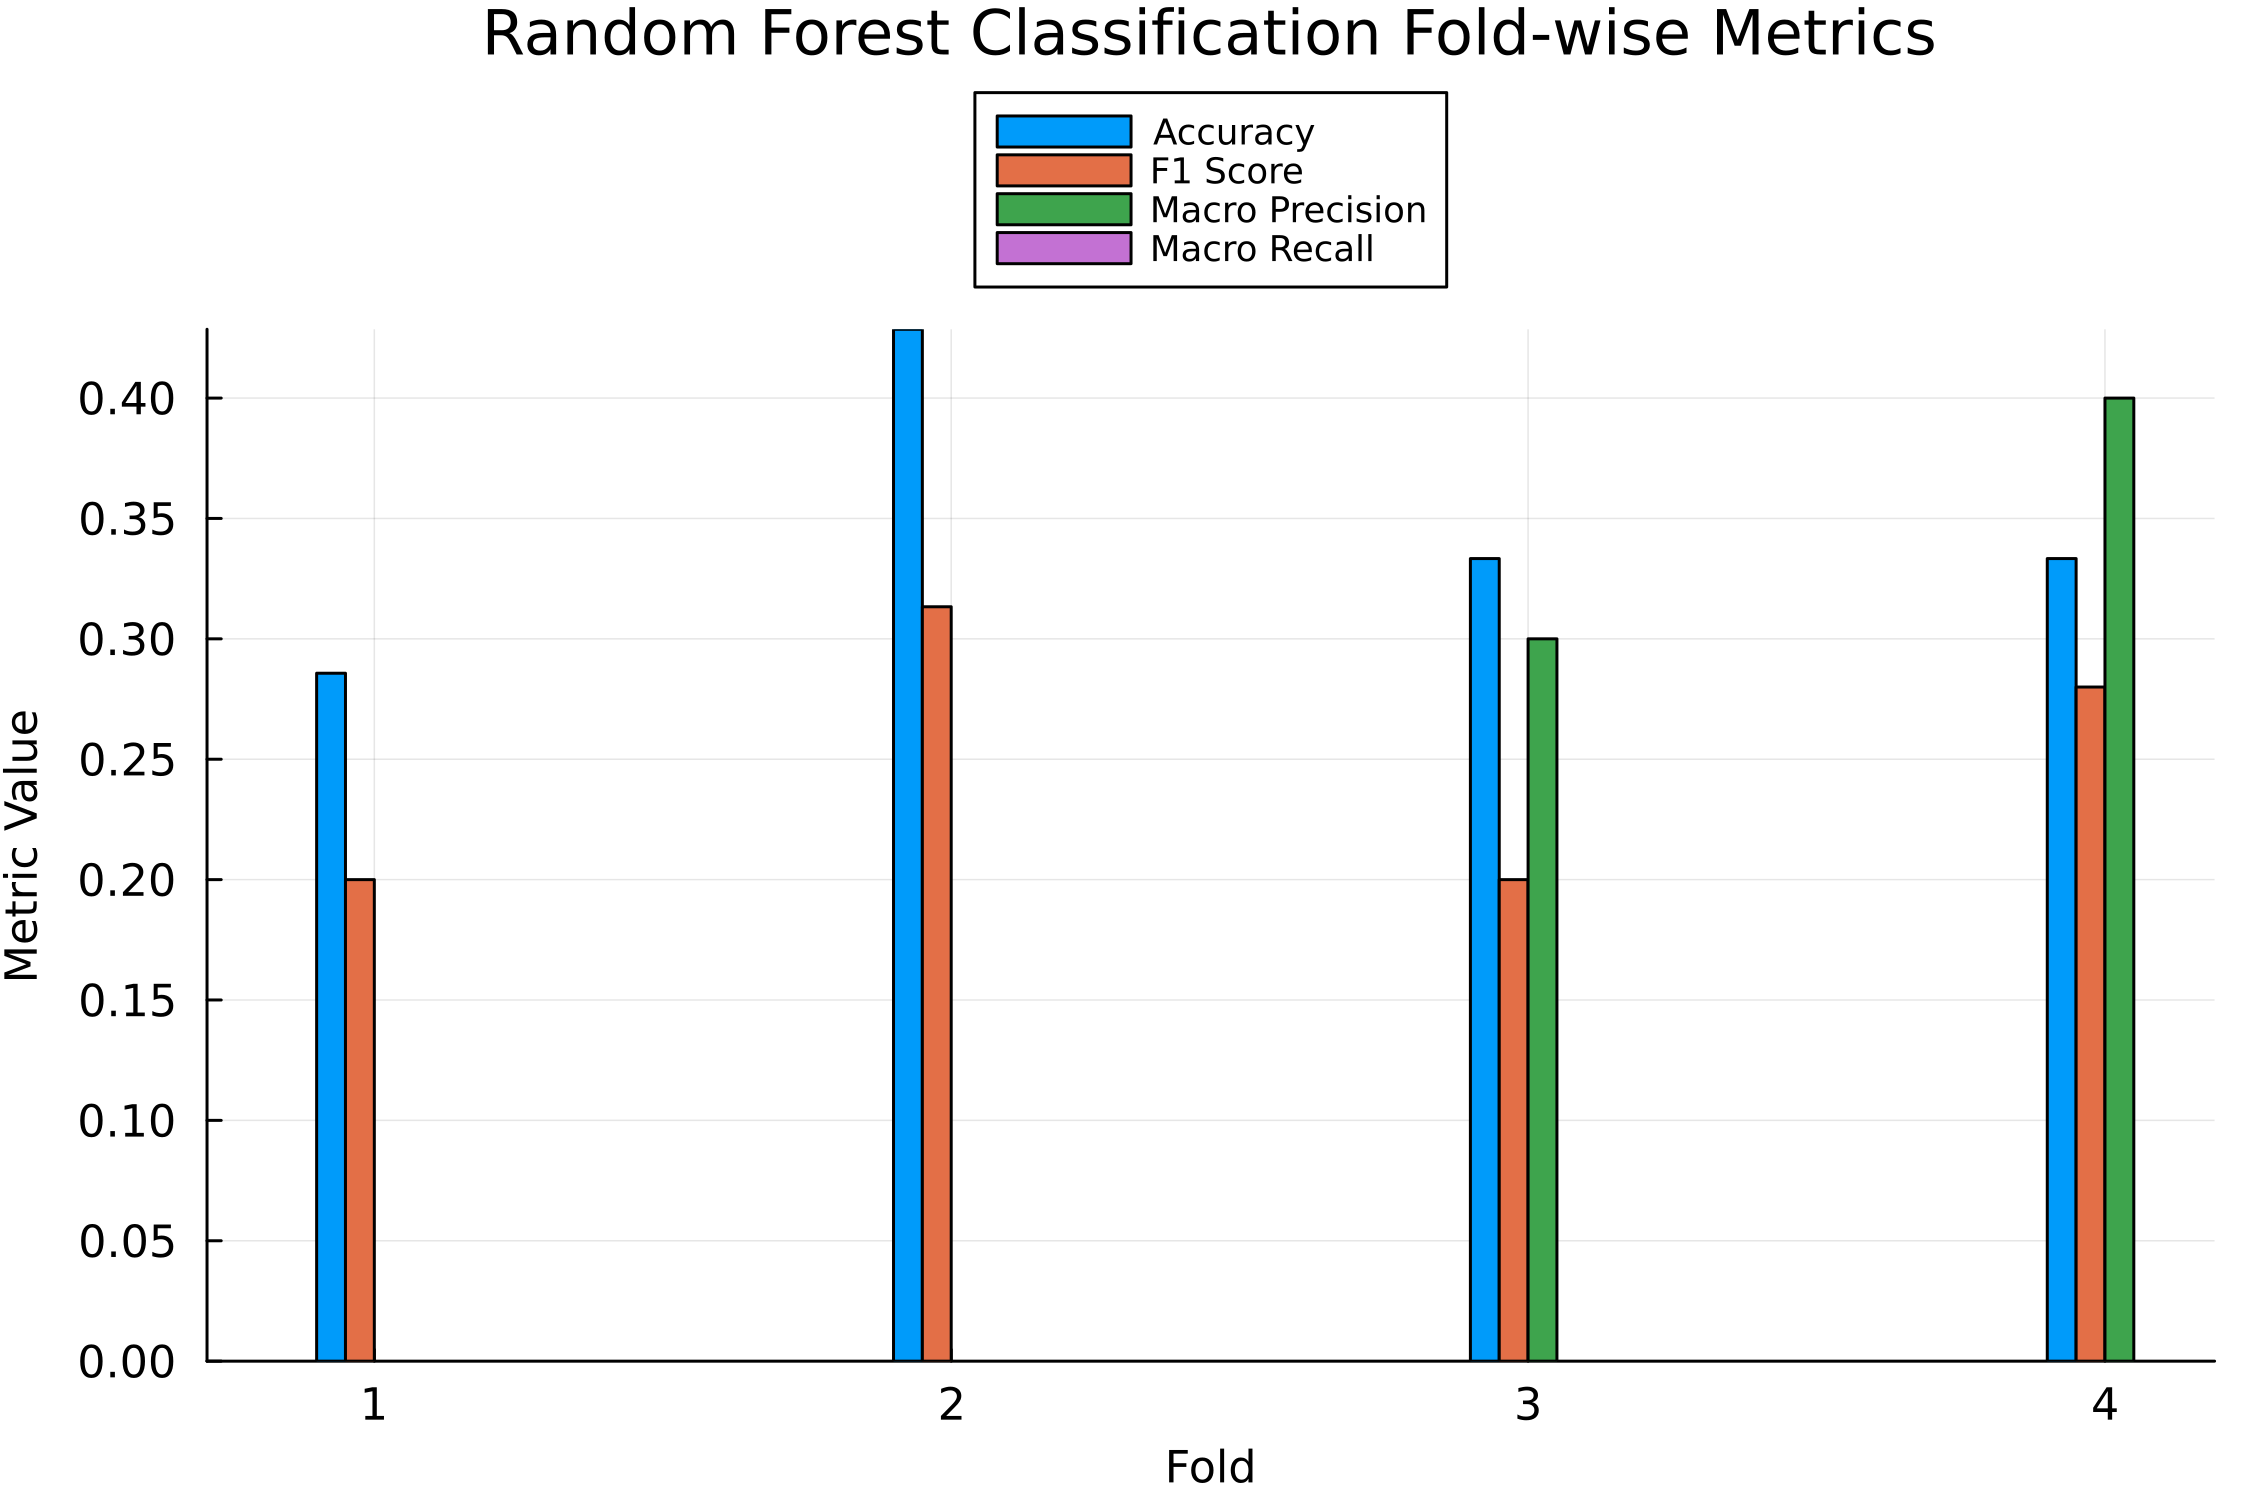 Random Forest Classification Fold-wise Metrics
Accuracy
F1 Score
Macro Precision
Macro Recall
0.40
0.35
0.30
0.25
0.20
0.15
0.10
0.05
0.00
Metric Value
1 2 3 4
Fold